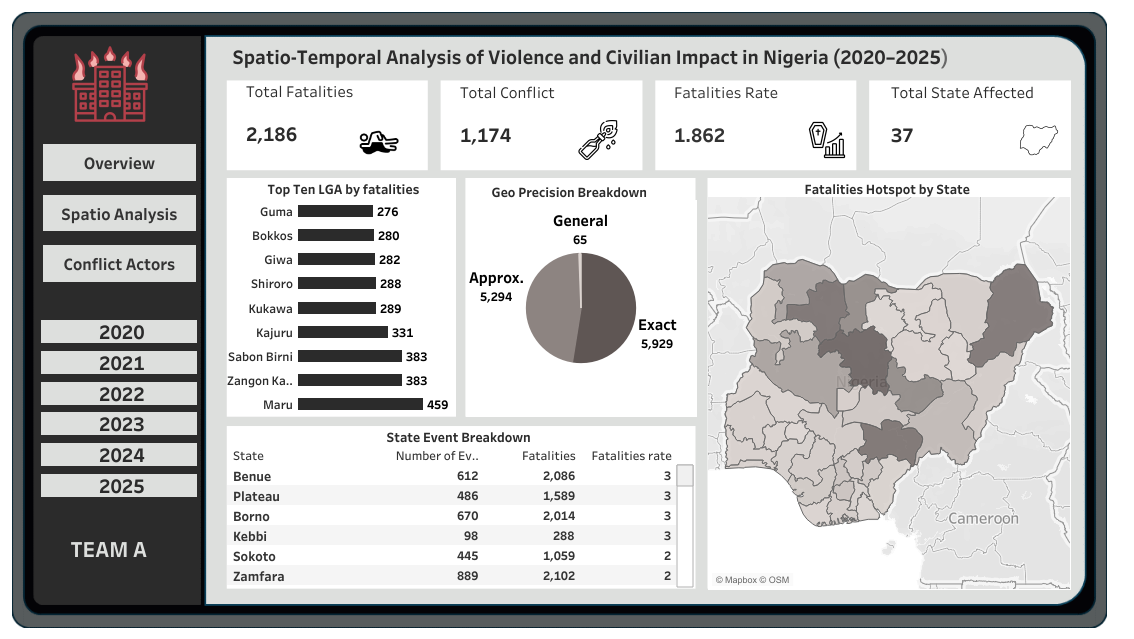 Spatio-Temporal Analysis of Violence and Civilian Impact in Nigeria (2020–2025)
Overview
Spatio Analysis
Conflict Actors
2020
2021
2022
2023
2024
2025
TEAM A
Total Fatalities
2,186
Total Conflict
1,174
Fatalities Rate
1.862
Total State Affected
37
Top Ten LGA by fatalities
Guma 276
Bokkos 280
Giwa 282
Shiroro 288
Kukawa 289
Kajuru 331
Sabon Birni 383
Zangon Ka.. 383
Maru 459
Geo Precision Breakdown
General
65
Approx.
5,294
Exact
5,929
Fatalities Hotspot by State
Nigeria
Cameroon
© Mapbox © OSM
State Event Breakdown
State Number of Ev.. Fatalities Fatalities rate
Benue 612 2,086 3
Plateau 486 1,589 3
Borno 670 2,014 3
Kebbi 98 288 3
Sokoto 445 1,059 2
Zamfara 889 2,102 2